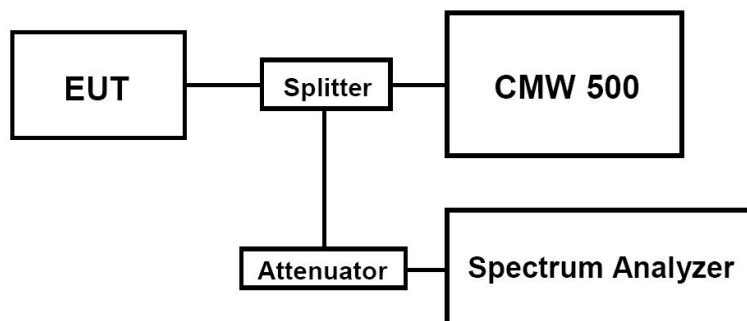 EUT
Splitter
CMW 500
Attenuator
Spectrum Analyzer